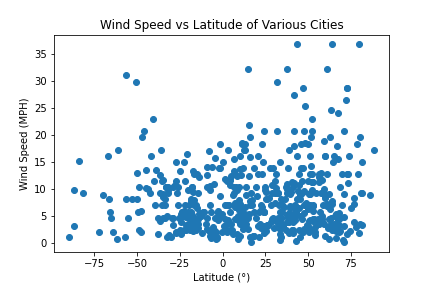 Wind Speed vs Latitude of Various Cities
Wind Speed (MPH)
35
30
25
20
15
10
5
0
−75 −50 −25 0 25 50 75
Latitude (°)